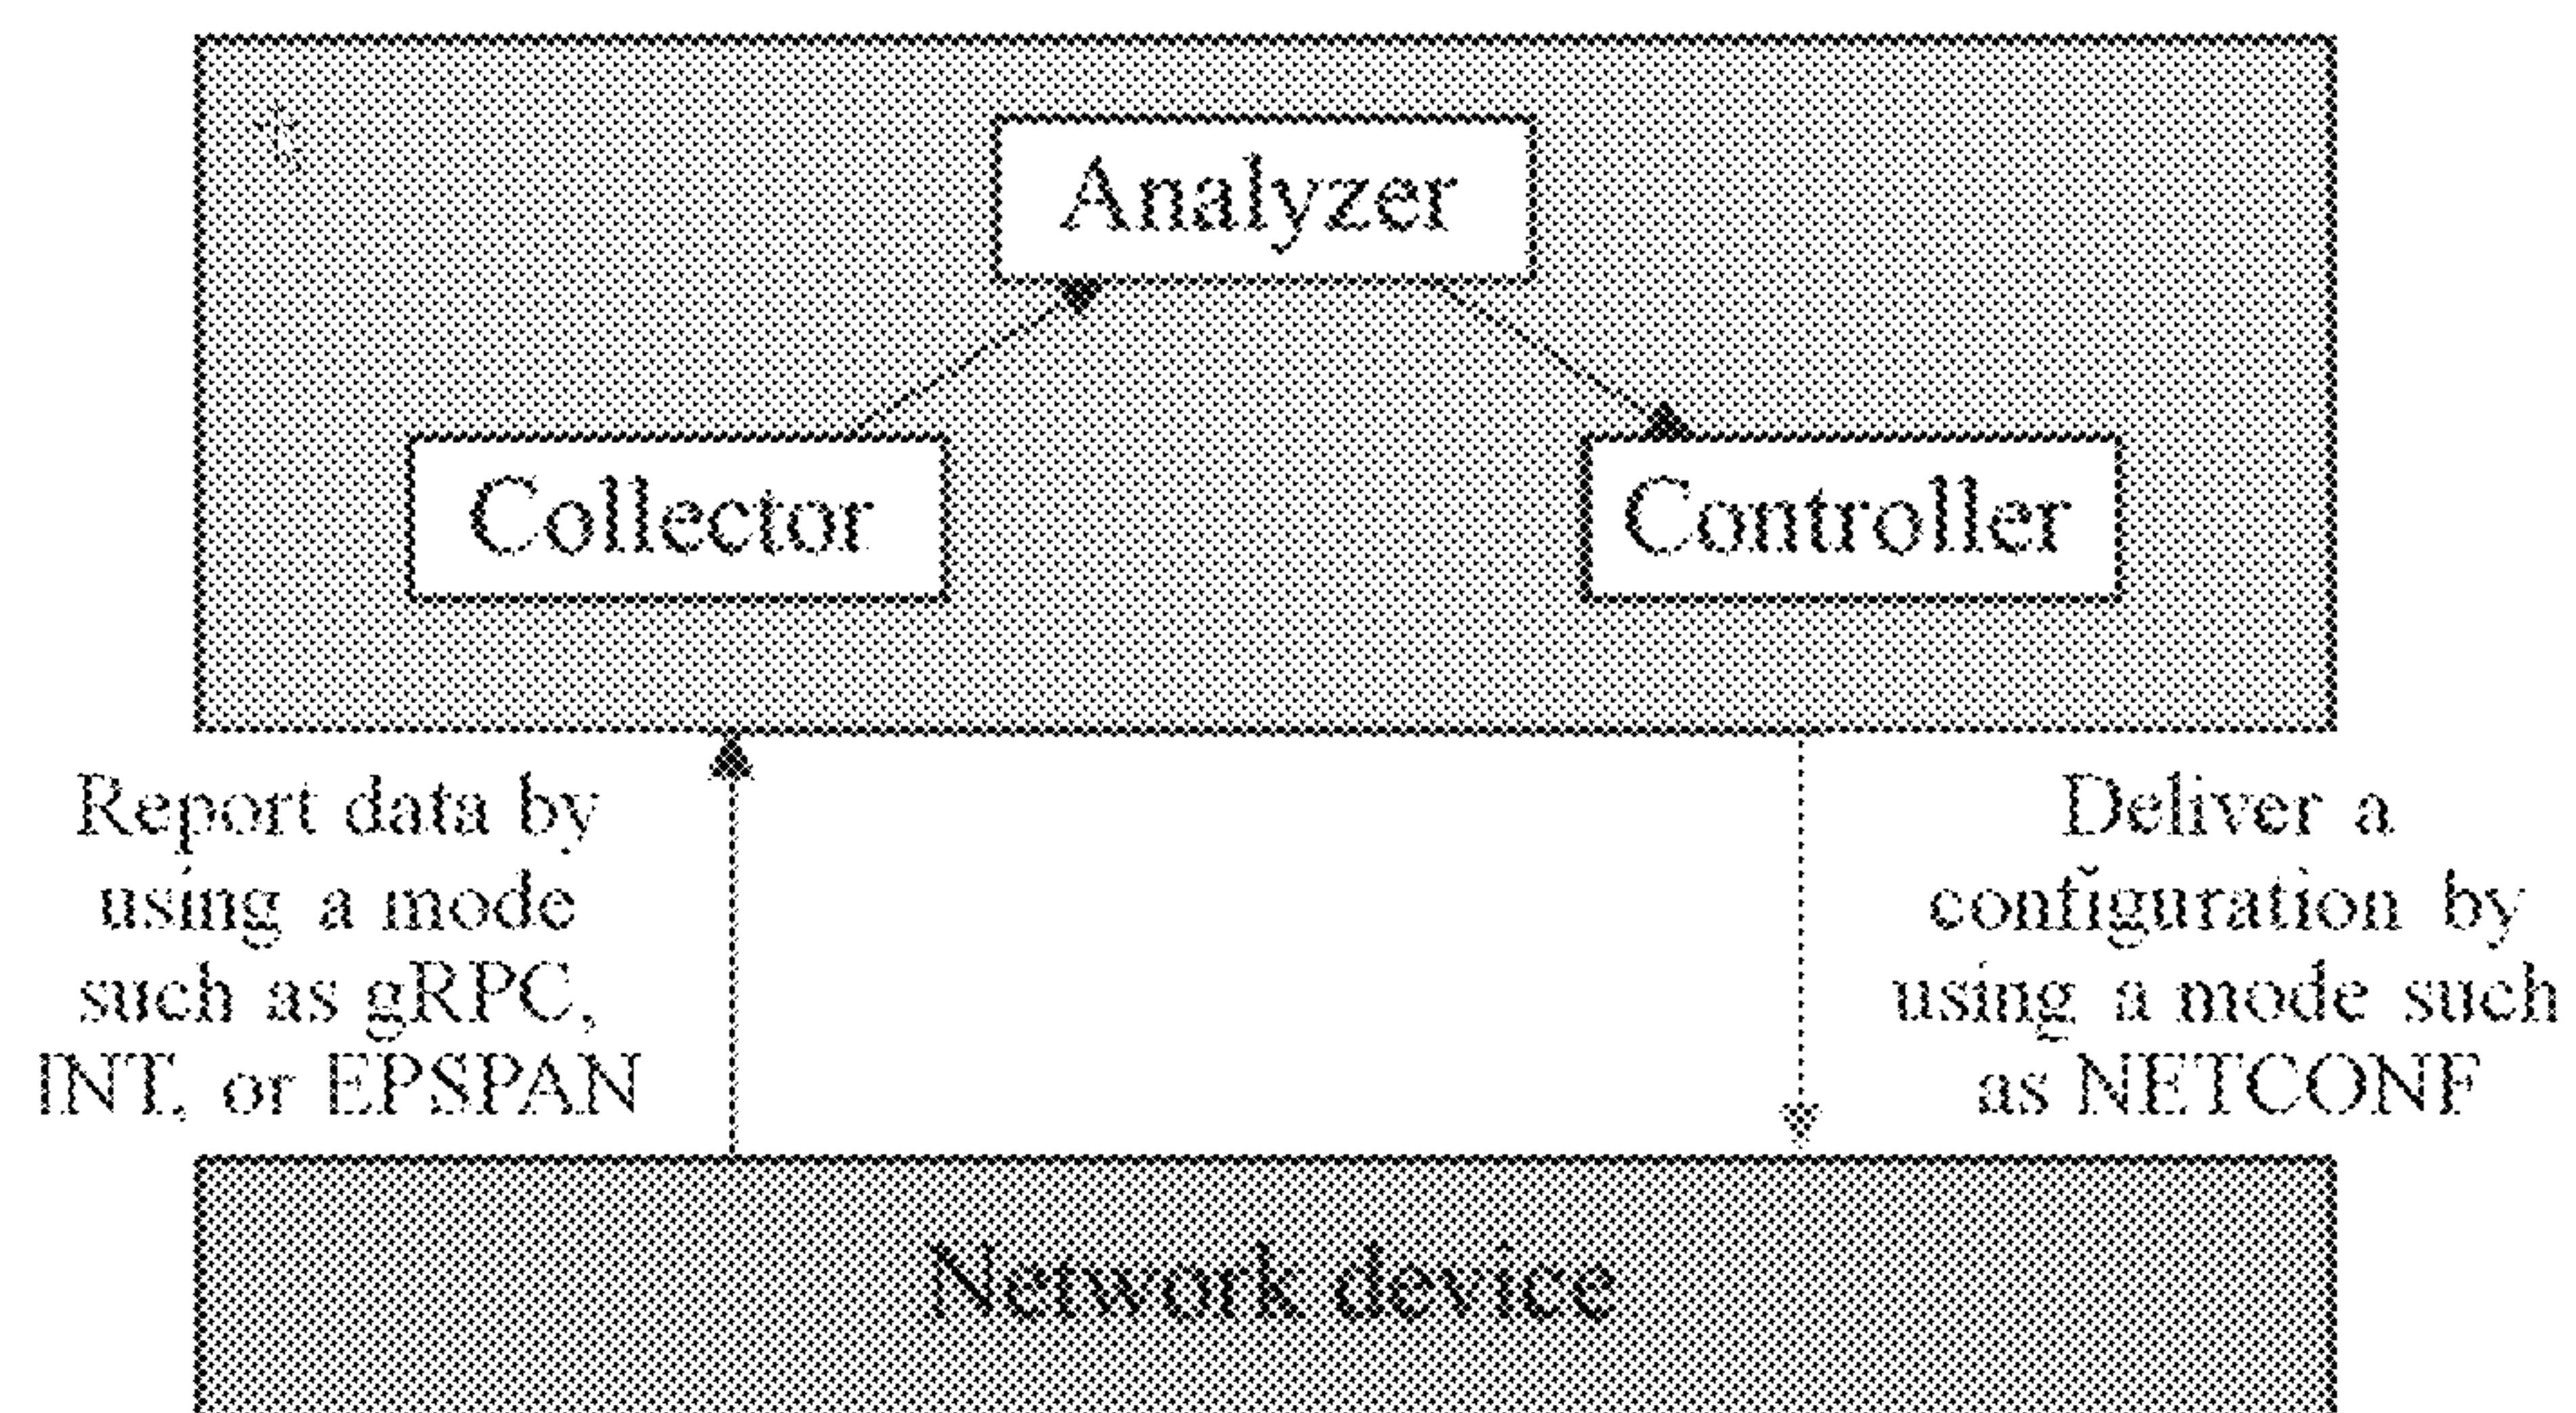 Analyzer
Collector
Controller
Report data by
using a mode
such as gRPC,
INT, or EPSPAN
Deliver a
configuration by
using a mode such
as NETCONF
Network device